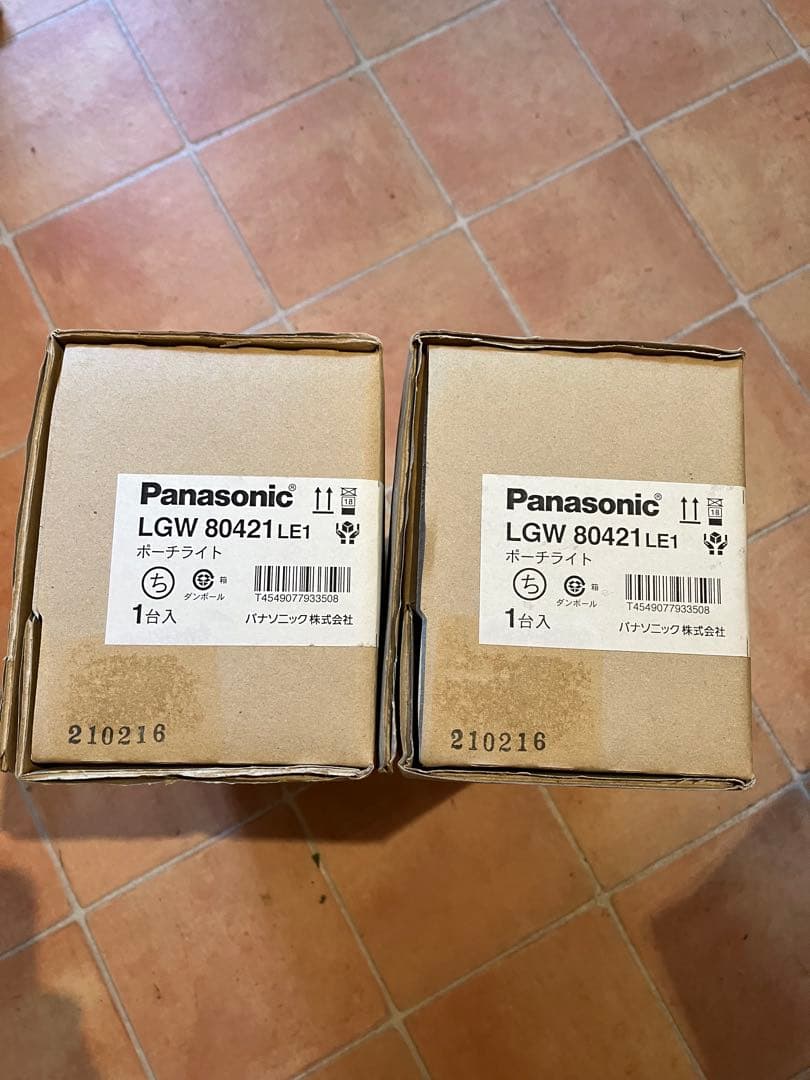 Panasonic®
LGW 80421 LE1
18
ポーチライト
ち
箱
ダンボール
T4549077933508
1台入
パナソニック株式会社
210216
Panasonic®
LGW 80421 LE1
18
ポーチライト
ち
箱
ダンボール
T4549077933508
1台入
パナソニック株式会社
210216